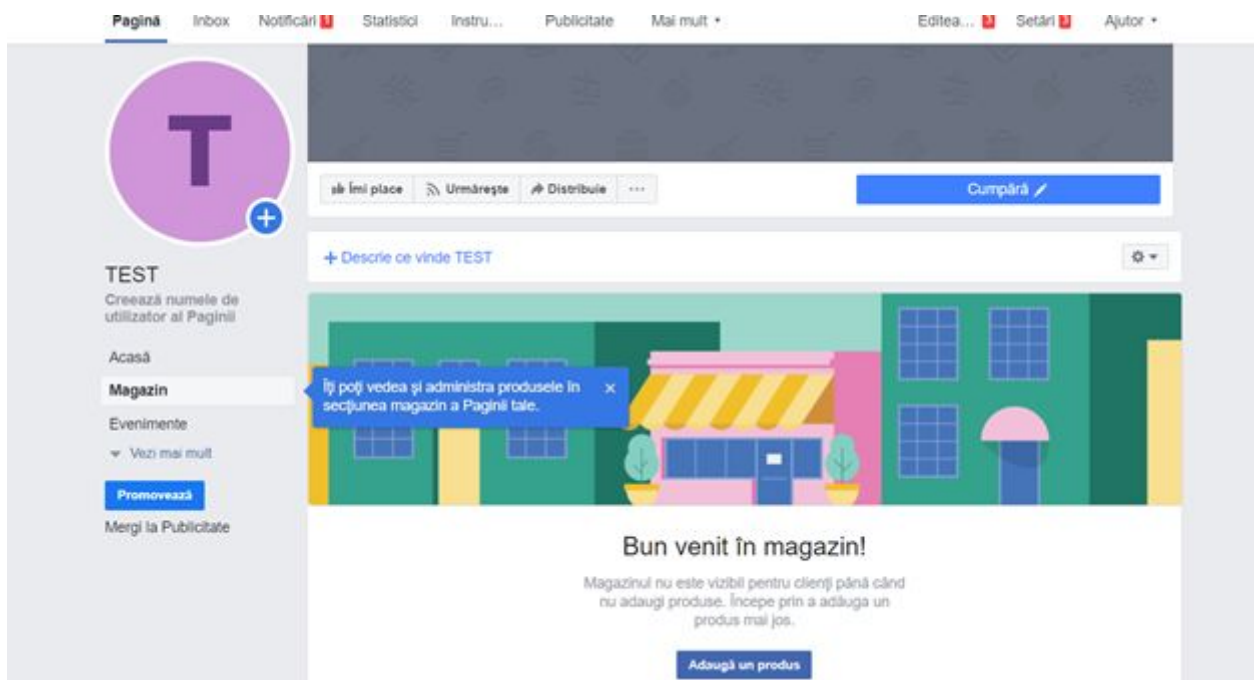 Pagină Inbox Notificări 1 Statistici Instru... Publicitate Mai mult Editea... 3 Setări Ajutor
T
Îmi place Urmărește Distribuie ... Cumpără
+ Descrie ce vinde TEST
TEST
Creează numele de
utilizator al Paginii
Acasă
Magazin
Îți poți vedea și administra produsele în
secțiunea magazin a Paginii tale.
Evenimente
Vezi mai mult
Promovează
Mergi la Publicitate
Bun venit în magazin!
Magazinul nu este vizibil pentru clienți până când
nu adaugi produse. Începe prin a adăuga un
produs mai jos.
Adaugă un produs